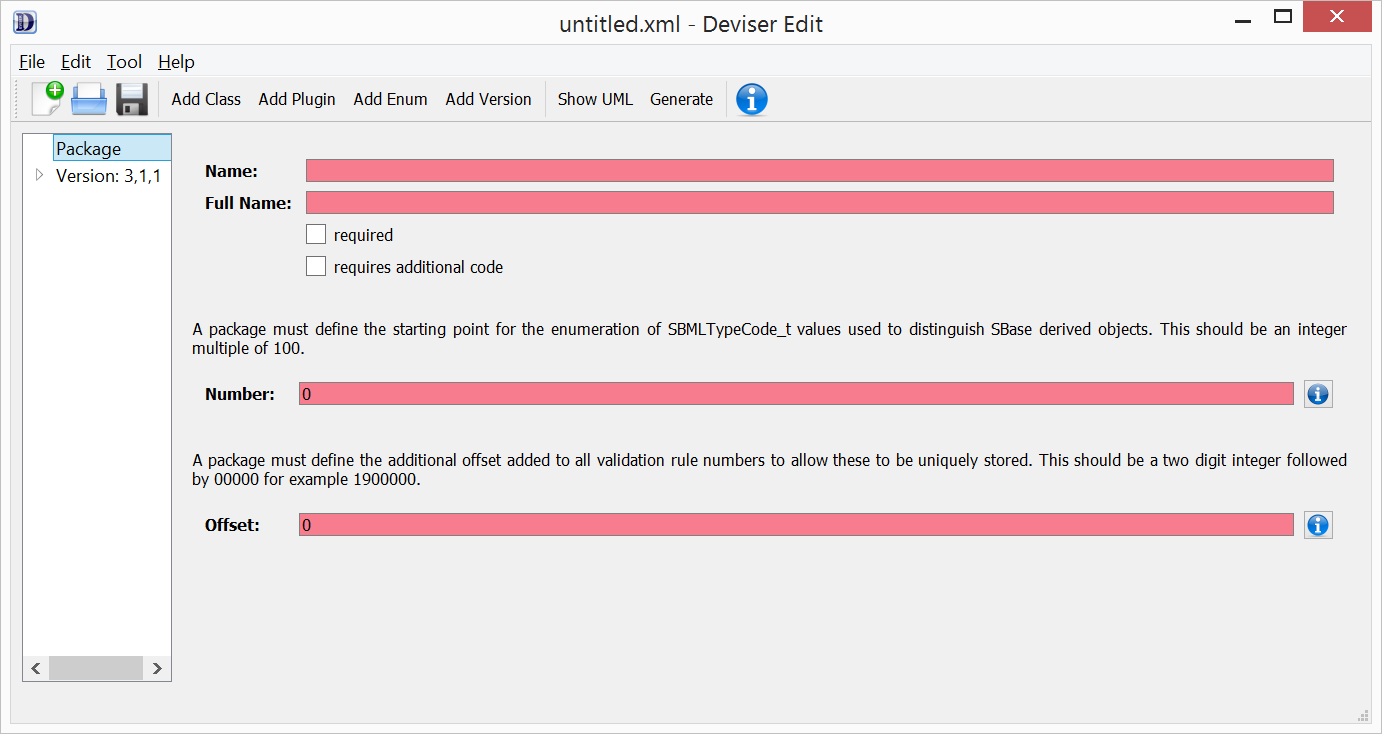 untitled.xml - Deviser Edit
File Edit Tool Help
Add Class Add Plugin Add Enum Add Version Show UML Generate
Package
Version: 3,1,1
Name:
Full Name:
required
requires additional code
A package must define the starting point for the enumeration of SBMLTypeCode_t values used to distinguish SBase derived objects. This should be an integer
multiple of 100.
Number: 0
A package must define the additional offset added to all validation rule numbers to allow these to be uniquely stored. This should be a two digit integer followed
by 00000 for example 1900000.
Offset: 0